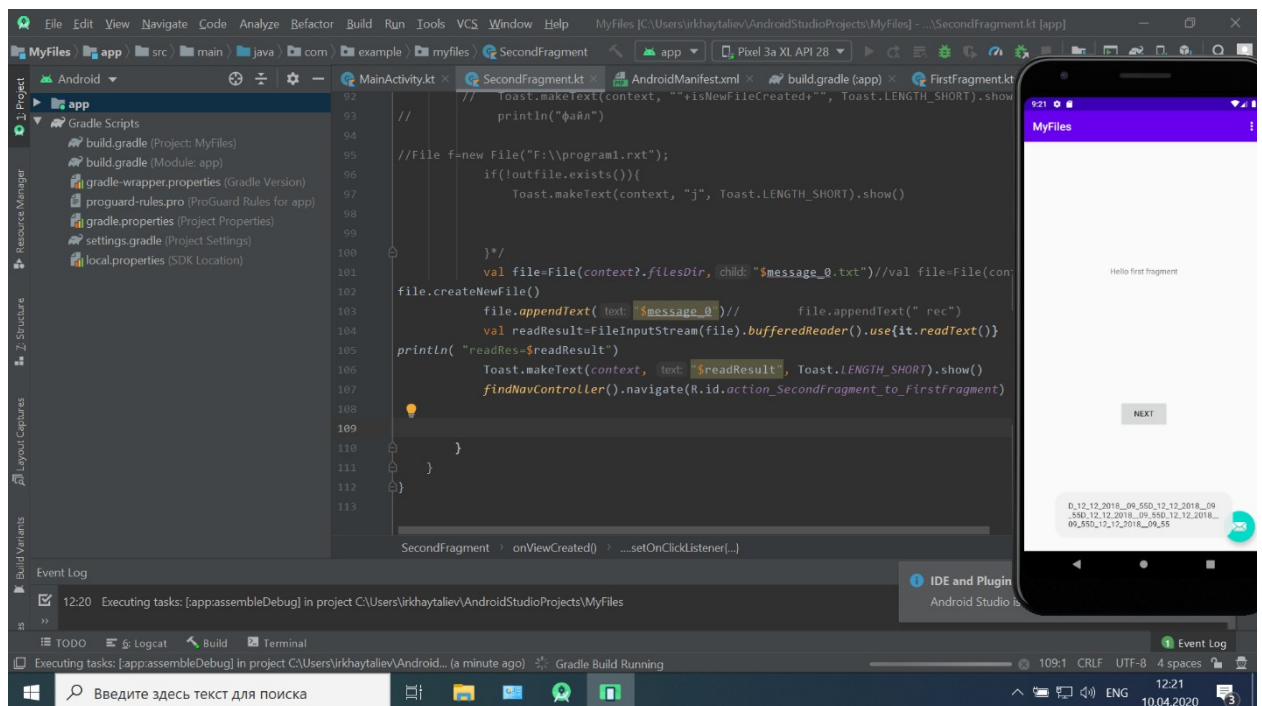 File Edit View Navigate Code Analyze Refactor Build Run Tools VCS Window Help MyFiles [C:\Users\irkhaytaliev\AndroidStudioProjects\MyFiles] - ...\SecondFragment.kt [app]
MyFiles app src main java com example myfiles SecondFragment app Pixel 3a XL API 28
Android MainActivity.kt SecondFragment.kt AndroidManifest.xml build.gradle (:app) FirstFragment.kt
1: Project
Resource Manager
7: Structure
Layout Captures
Build Variants
app
Gradle Scripts
build.gradle (Project: MyFiles)
build.gradle (Module: app)
gradle-wrapper.properties (Gradle Version)
proguard-rules.pro (ProGuard Rules for app)
gradle.properties (Project Properties)
settings.gradle (Project Settings)
local.properties (SDK Location)
92 // Toast.makeText(context, ""+isNewFileCreated+"", Toast.LENGTH_SHORT).show
93 // println("файл")
94
95 //File f=new File("F:\\program1.rxt");
96 if(!outfile.exists()){
97 Toast.makeText(context, "j", Toast.LENGTH_SHORT).show()
98
99
100 }*/
101 val file=File(context?.filesDir, child: "$message_0.txt")//val file=File(con
102 file.createNewFile()
103 file.appendText( text: "$message_0")// file.appendText(" rec")
104 val readResult=FileInputStream(file).bufferedReader().use{it.readText()}
105 println( "readRes=$readResult")
106 Toast.makeText(context, text: "$readResult", Toast.LENGTH_SHORT).show()
107 findNavController().navigate(R.id.action_SecondFragment_to_FirstFragment)
108
109
110 }
111 }
112 }
113
SecondFragment onViewCreated() ....setOnClickListener{...}
9:21
MyFiles
Hello first fragment
NEXT
D_12_12_2018__09_55D_12_12_2018__09
_55D_12_12_2018__09_55D_12_12_2018__
09_55D_12_12_2018__09_55
Event Log
12:20 Executing tasks: [:app:assembleDebug] in project C:\Users\irkhaytaliev\AndroidStudioProjects\MyFiles
IDE and Plugin
Android Studio is
TODO 6: Logcat Build Terminal 1 Event Log
Executing tasks: [:app:assembleDebug] in project C:\Users\irkhaytaliev\Android... (a minute ago) Gradle Build Running 109:1 CRLF UTF-8 4 spaces
Введите здесь текст для поиска ENG 12:21
10.04.2020 3